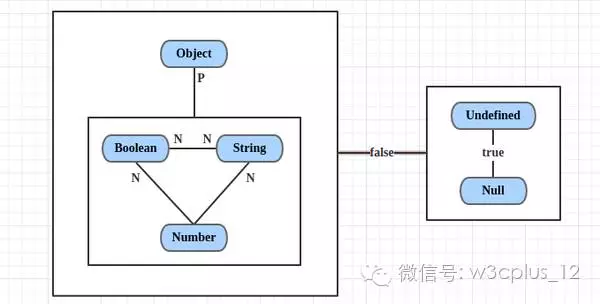 Object
P
Undefined
N
N
Boolean
String
false
true
N
N
Null
Number
微信号: w3cplus_12